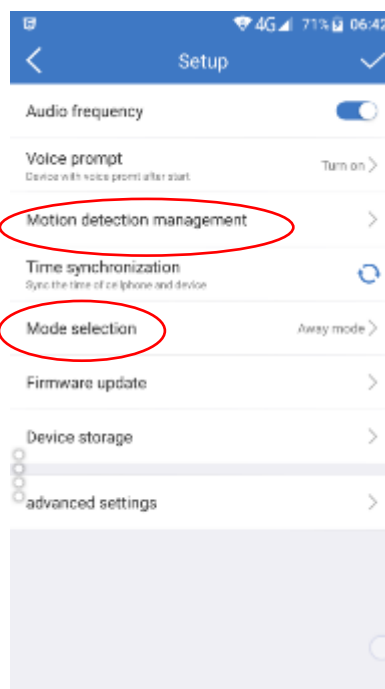 4G 71% 06:42
Setup
Audio frequency
Voice prompt
Turn on
Device with voice promt after start
Motion detection management
Time synchronization
Sync the time of cellphone and device
Mode selection
Away mode
Firmware update
Device storage
advanced settings